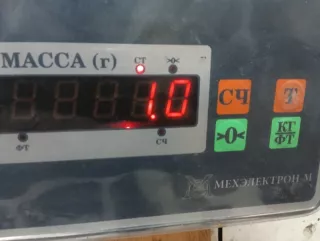 МАССА (г)
СТ
>0<
1.0
СЧ
Т
>0<
КГ
ФТ
ФТ
СЧ
МЕХЭЛЕКТРОН-М